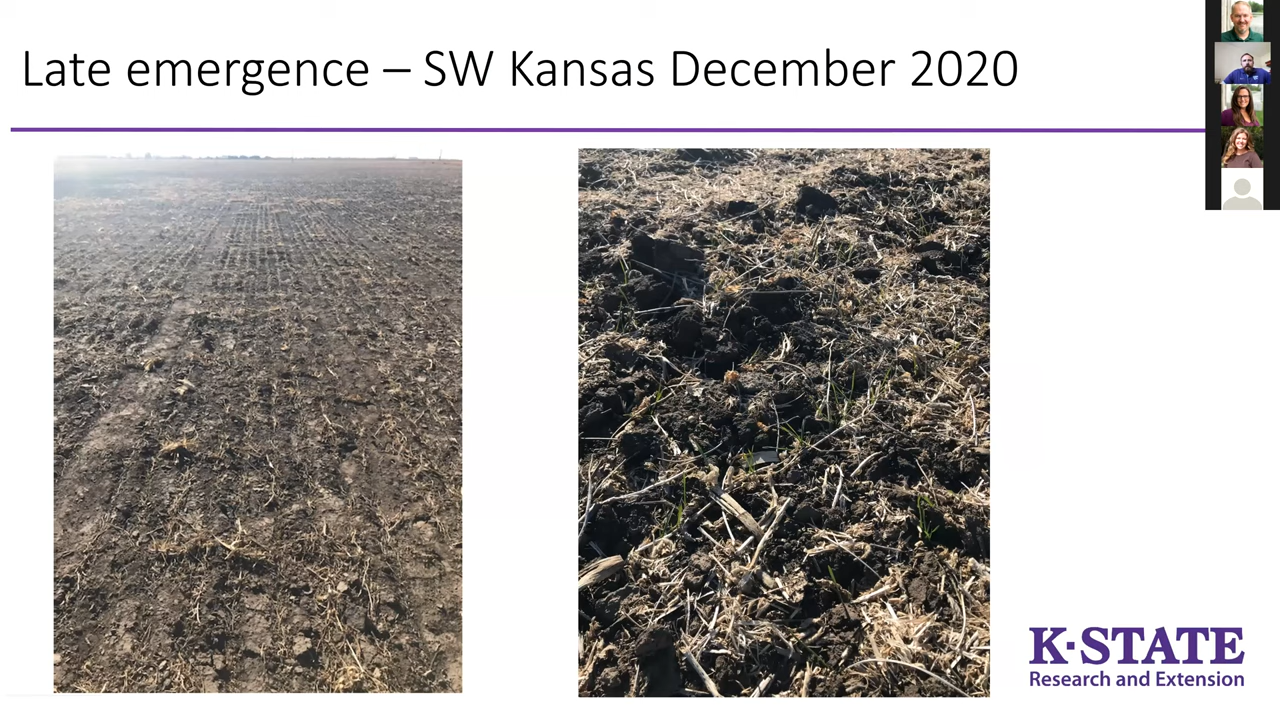 Late emergence – SW Kansas December 2020
K-STATE
Research and Extension